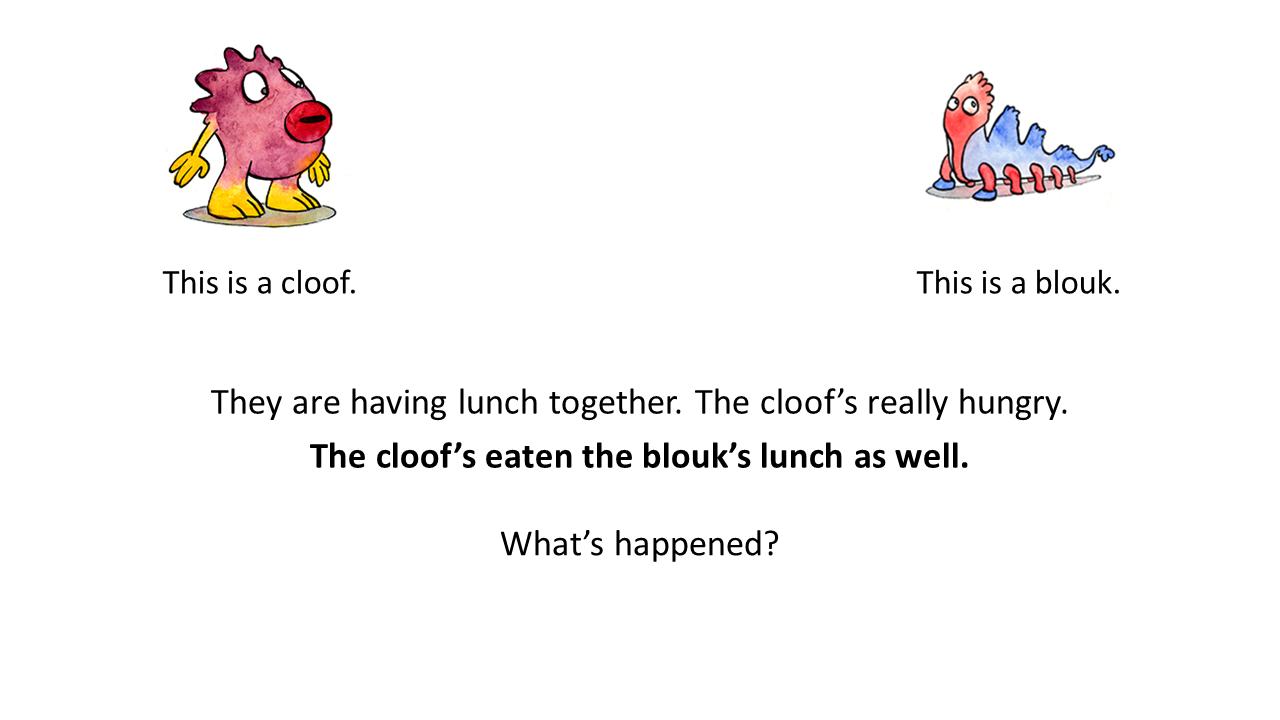 This is a cloof.
This is a blouk.
They are having lunch together. The cloof’s really hungry.
The cloof’s eaten the blouk’s lunch as well.
What’s happened?